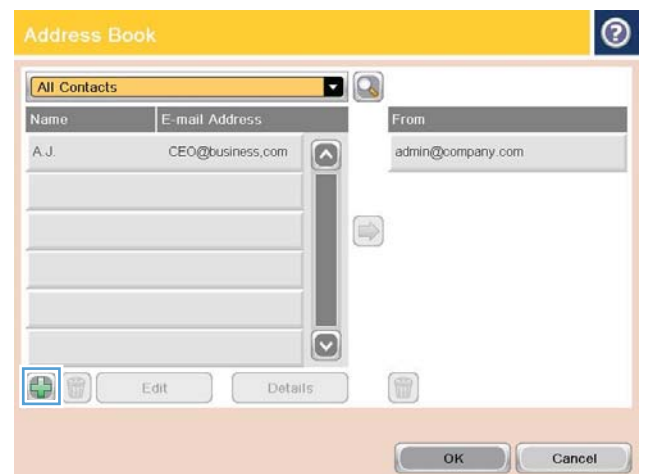 Address Book
All Contacts
Name E-mail Address From
A.J. CEO@business,com admin@company.com
Edit Details
OK Cancel